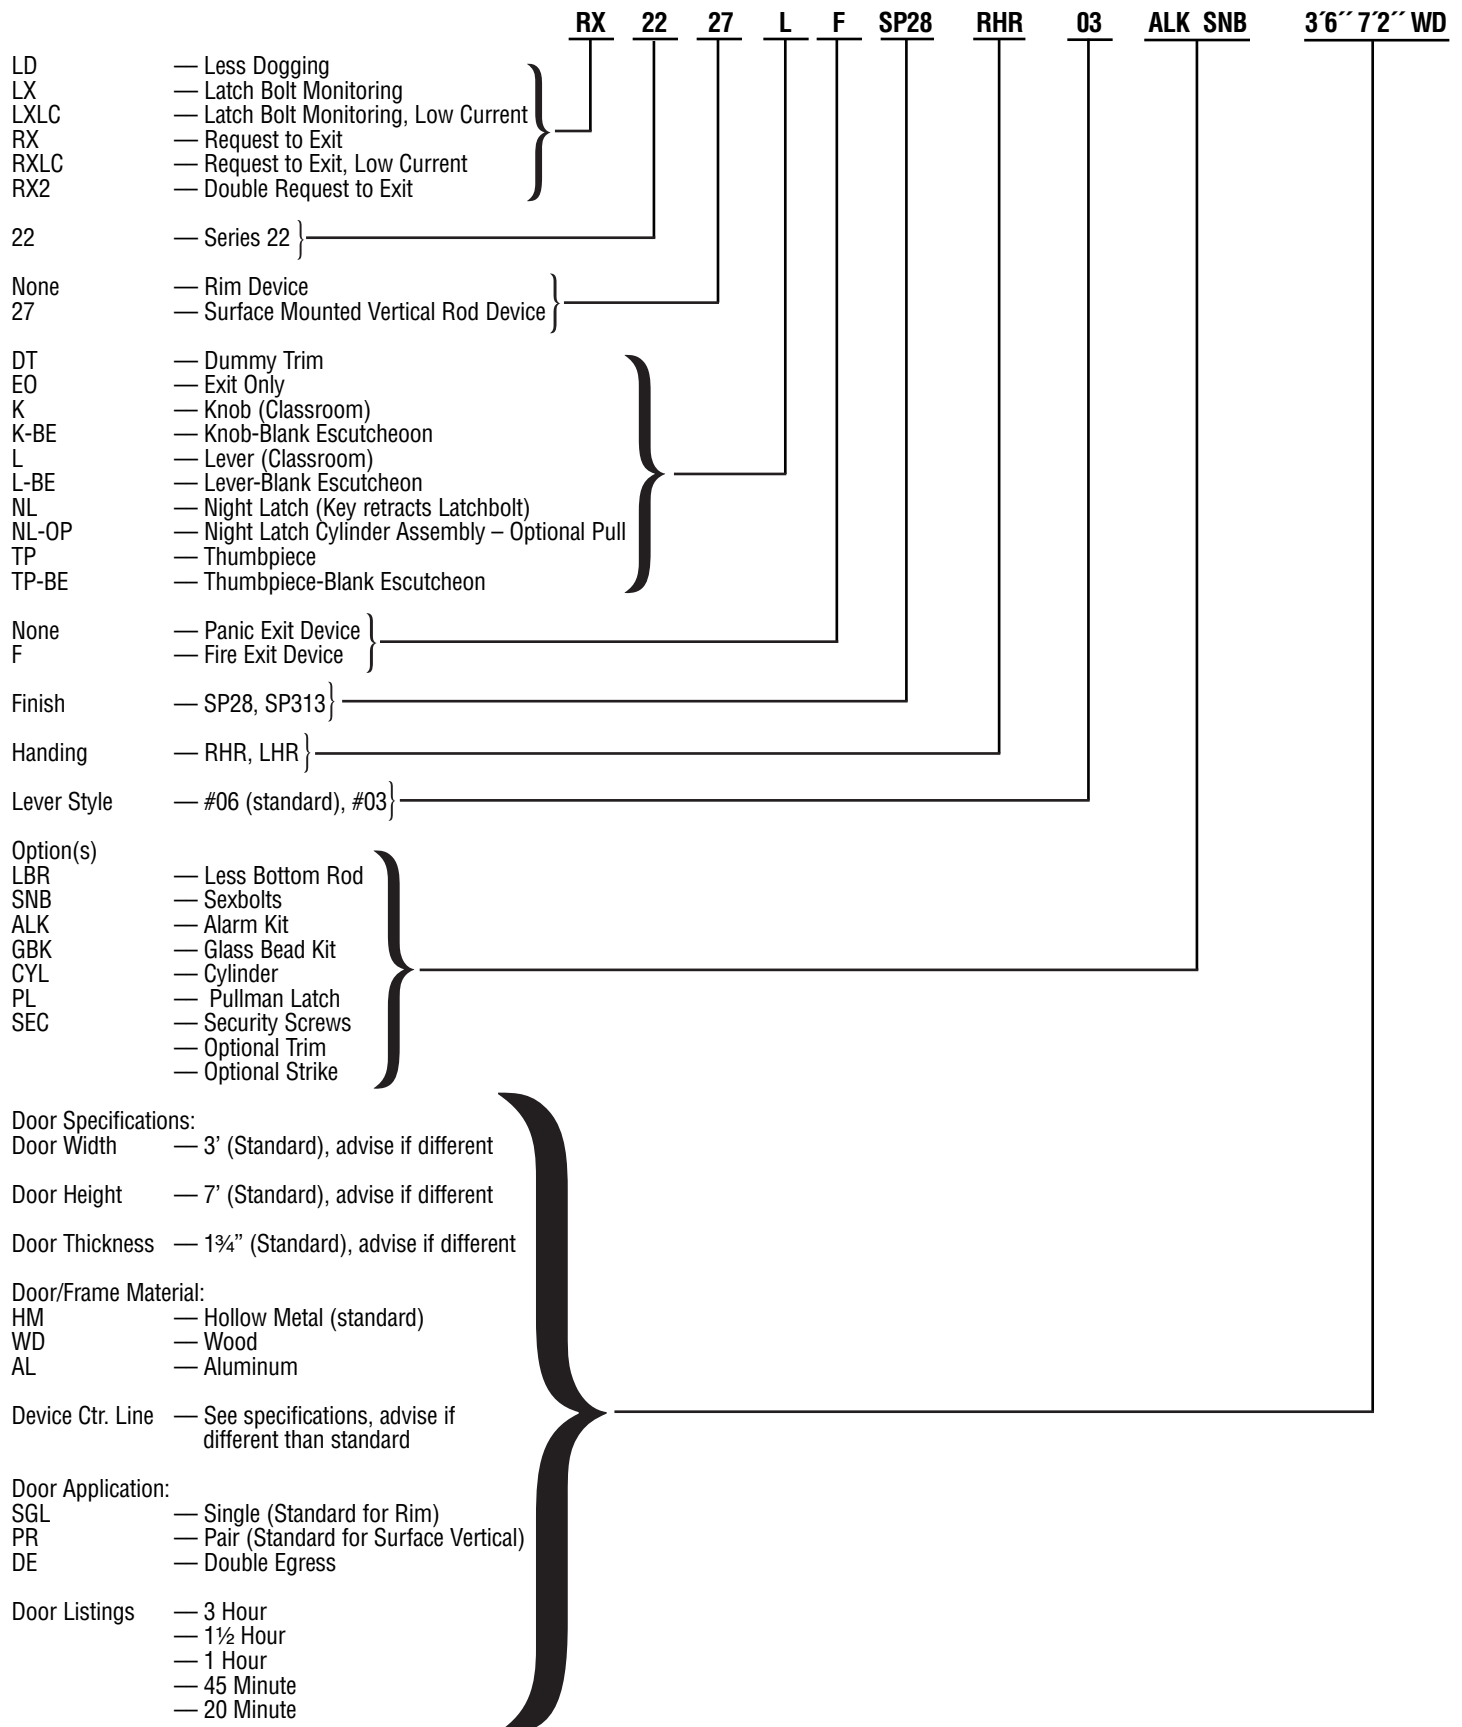 RX 22 27 L F SP28 RHR 03 ALK SNB 3´6´´ 7´2´´ WD
LD — Less Dogging
LX — Latch Bolt Monitoring
LXLC — Latch Bolt Monitoring, Low Current
RX — Request to Exit
RXLC — Request to Exit, Low Current
RX2 — Double Request to Exit
22 — Series 22
None — Rim Device
27 — Surface Mounted Vertical Rod Device
DT — Dummy Trim
EO — Exit Only
K — Knob (Classroom)
K-BE — Knob-Blank Escutcheoon
L — Lever (Classroom)
L-BE — Lever-Blank Escutcheon
NL — Night Latch (Key retracts Latchbolt)
NL-OP — Night Latch Cylinder Assembly – Optional Pull
TP — Thumbpiece
TP-BE — Thumbpiece-Blank Escutcheon
None — Panic Exit Device
F — Fire Exit Device
Finish — SP28, SP313
Handing — RHR, LHR
Lever Style — #06 (standard), #03
Option(s)
LBR — Less Bottom Rod
SNB — Sexbolts
ALK — Alarm Kit
GBK — Glass Bead Kit
CYL — Cylinder
PL — Pullman Latch
SEC — Security Screws
— Optional Trim
— Optional Strike
Door Specifications:
Door Width — 3’ (Standard), advise if different
Door Height — 7’ (Standard), advise if different
Door Thickness — 1¾” (Standard), advise if different
Door/Frame Material:
HM — Hollow Metal (standard)
WD — Wood
AL — Aluminum
Device Ctr. Line — See specifications, advise if
different than standard
Door Application:
SGL — Single (Standard for Rim)
PR — Pair (Standard for Surface Vertical)
DE — Double Egress
Door Listings — 3 Hour
— 1½ Hour
— 1 Hour
— 45 Minute
— 20 Minute